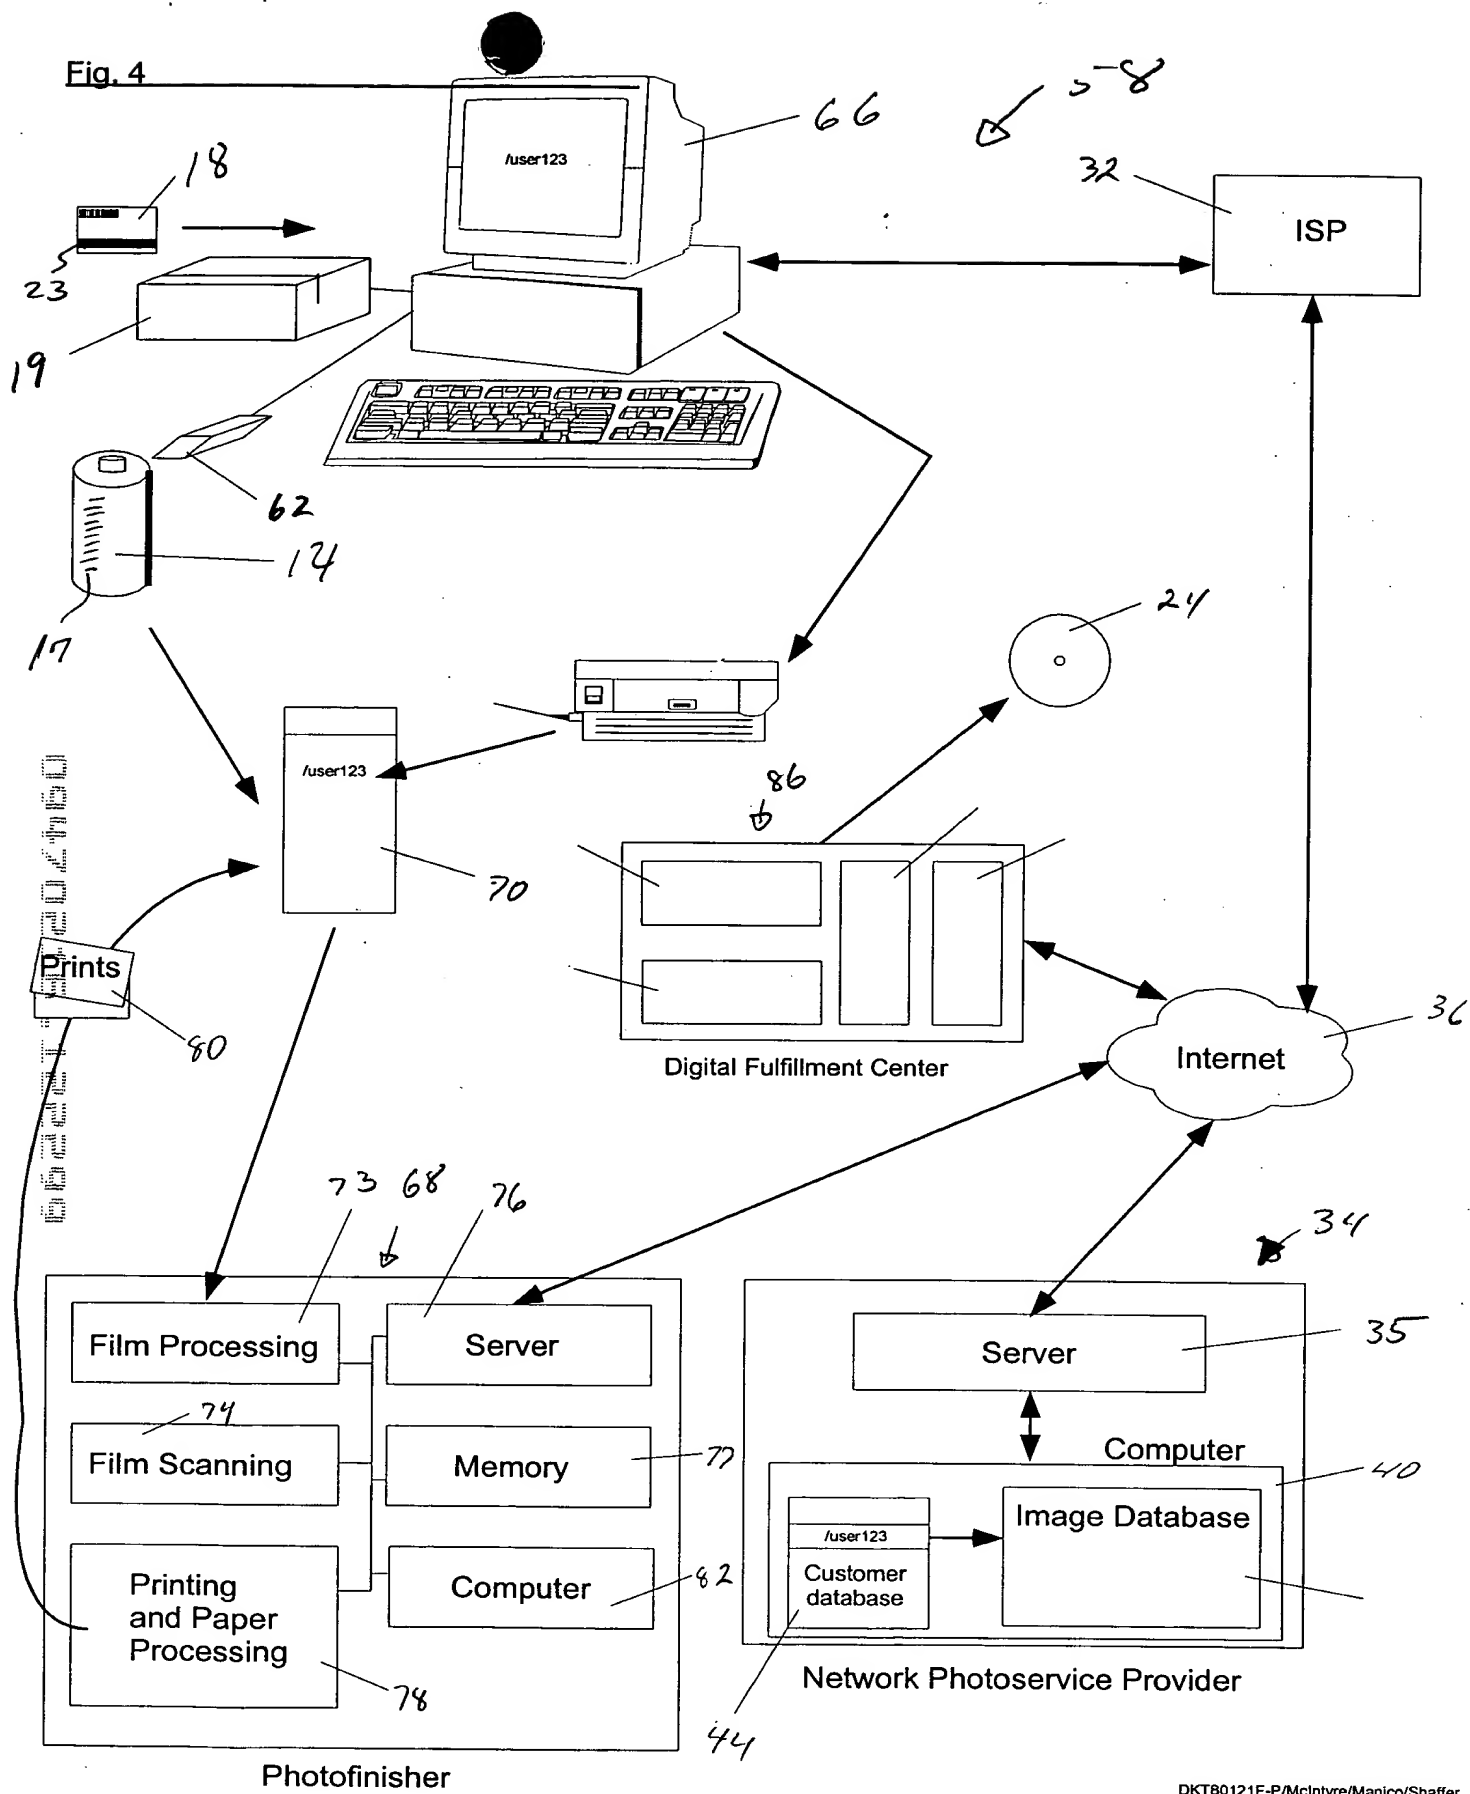 Fig. 4
66
58
18
32
/user123
ISP
23
19
62
14
17
24
/user123
86
70
Prints
80
36
Internet
Digital Fulfillment Center
73
68
76
34
Film Processing
Server
35
Server
74
Film Scanning
Memory
77
Computer
40
Image Database
/user123
Customer
database
Printing
and Paper
Processing
Computer
82
78
44
Network Photoservice Provider
Photofinisher
DKT80121F-P/McIntyre/Manico/Shaffer